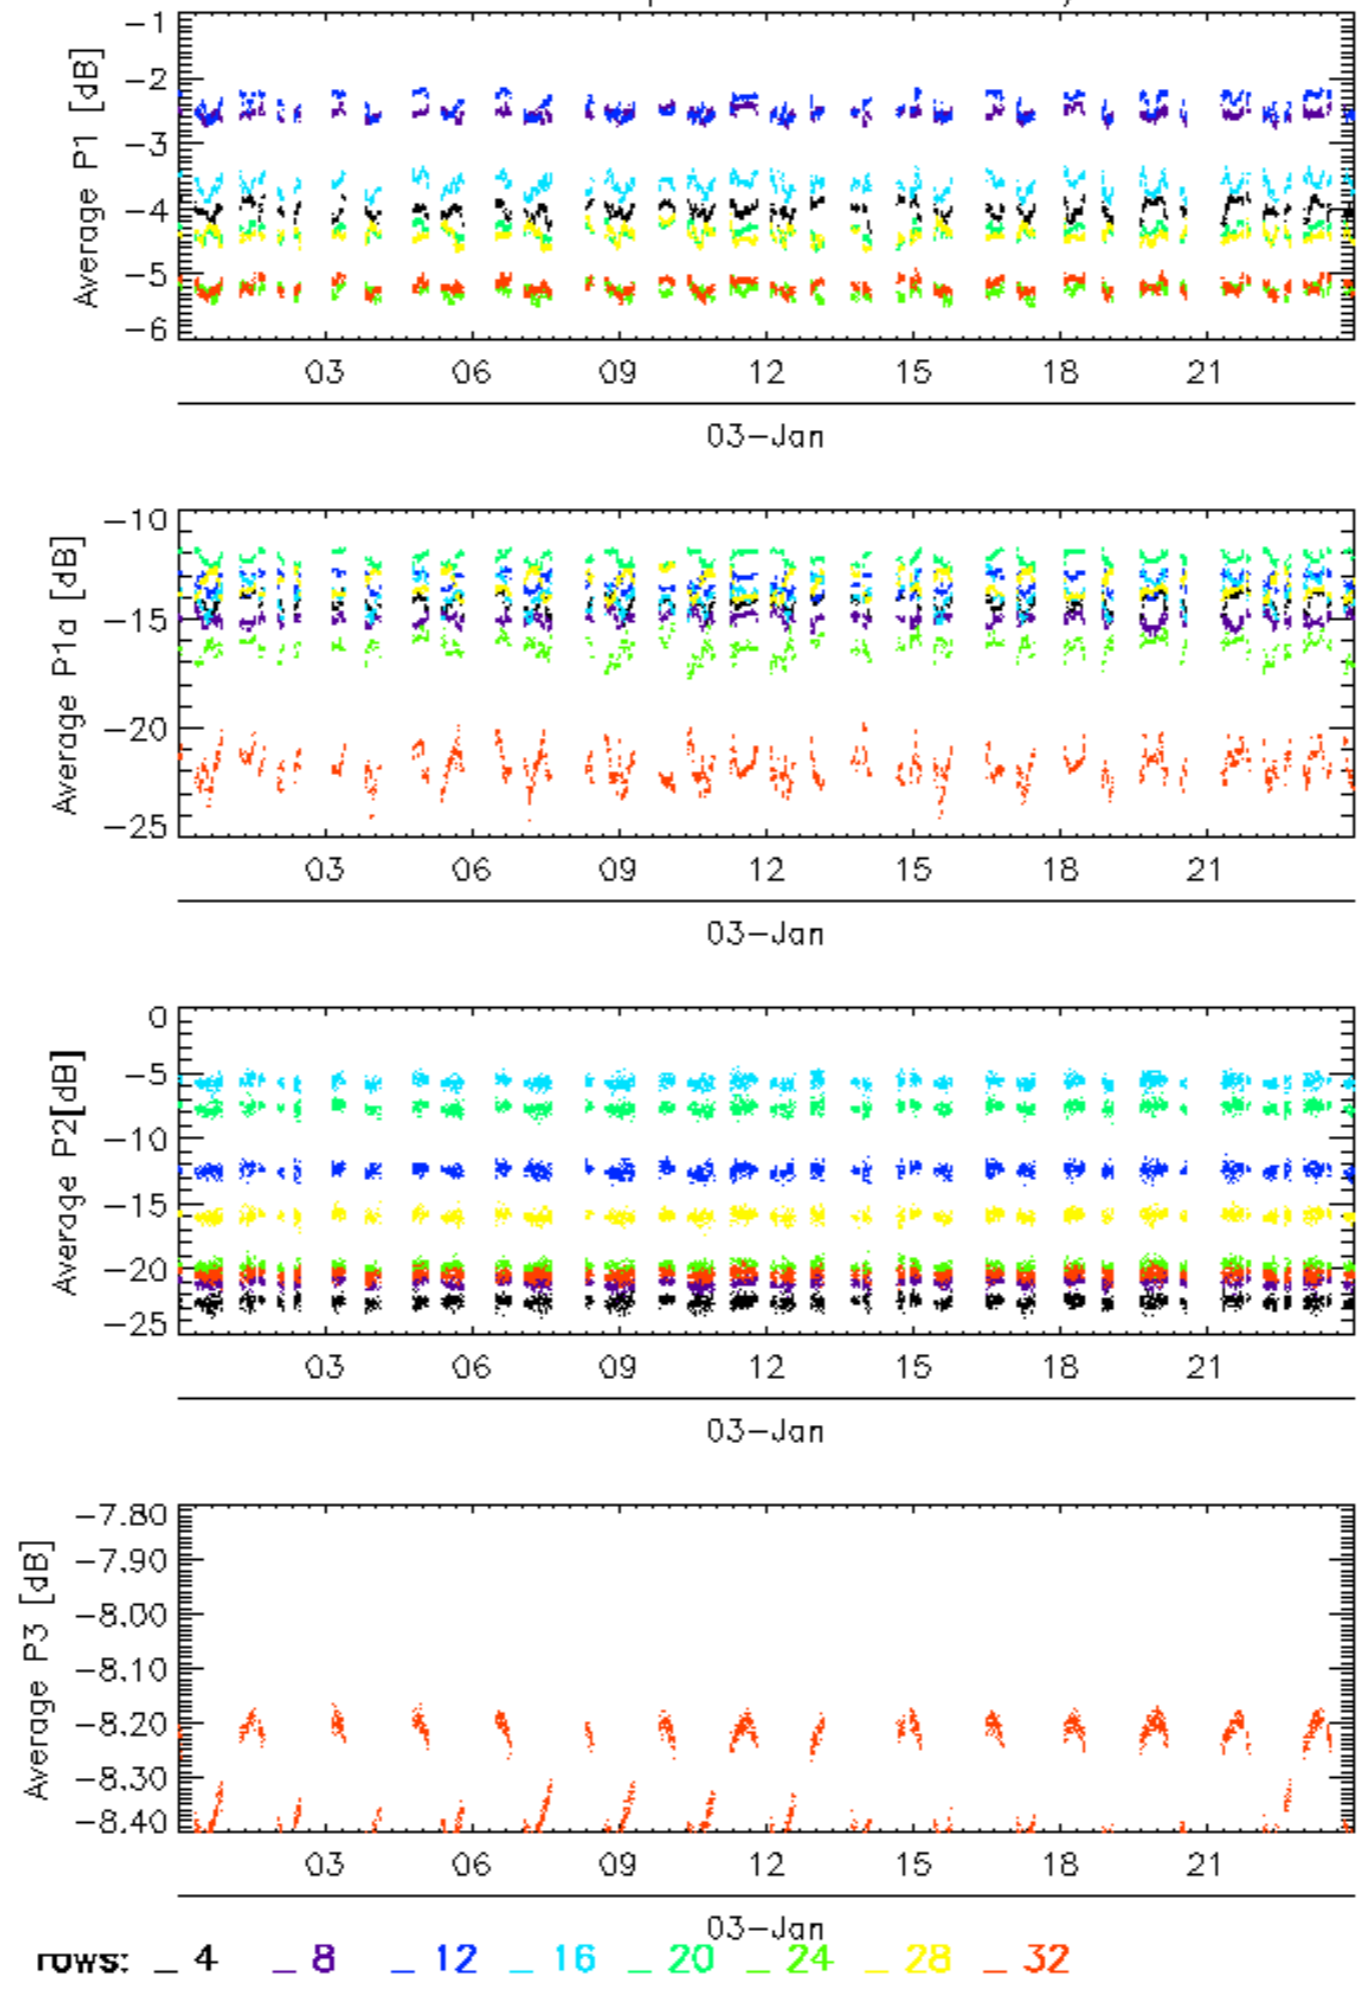 Average P1 [dB]
-1
-2
-3
-4
-5
-6
03 06 09 12 15 18 21
03-Jan
Average P1a [dB]
-10
-15
-20
-25
03 06 09 12 15 18 21
03-Jan
Average P2[dB]
0
-5
-10
-15
-20
-25
03 06 09 12 15 18 21
03-Jan
Average P3 [dB]
-7.80
-7.90
-8.00
-8.10
-8.20
-8.30
-8.40
03 06 09 12 15 18 21
03-Jan
rows: _ 4 _ 8 _ 12 _ 16 _ 20 _ 24 _ 28 _ 32